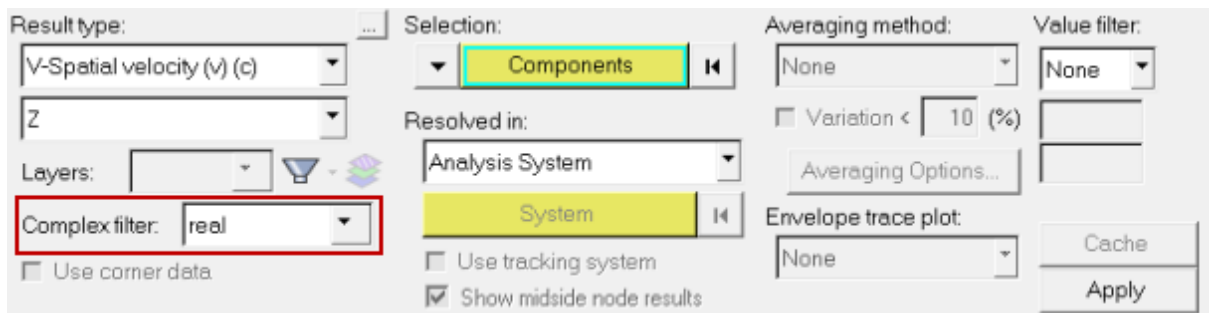 Result type:
...
V-Spatial velocity (v) (c)
Z
Layers:
Complex filter: real
Use corner data
Selection:
Components
Resolved in:
Analysis System
System
Use tracking system
Show midside node results
Averaging method:
None
Variation < 10 (%)
Averaging Options...
Envelope trace plot:
None
Value filter:
None
Cache
Apply